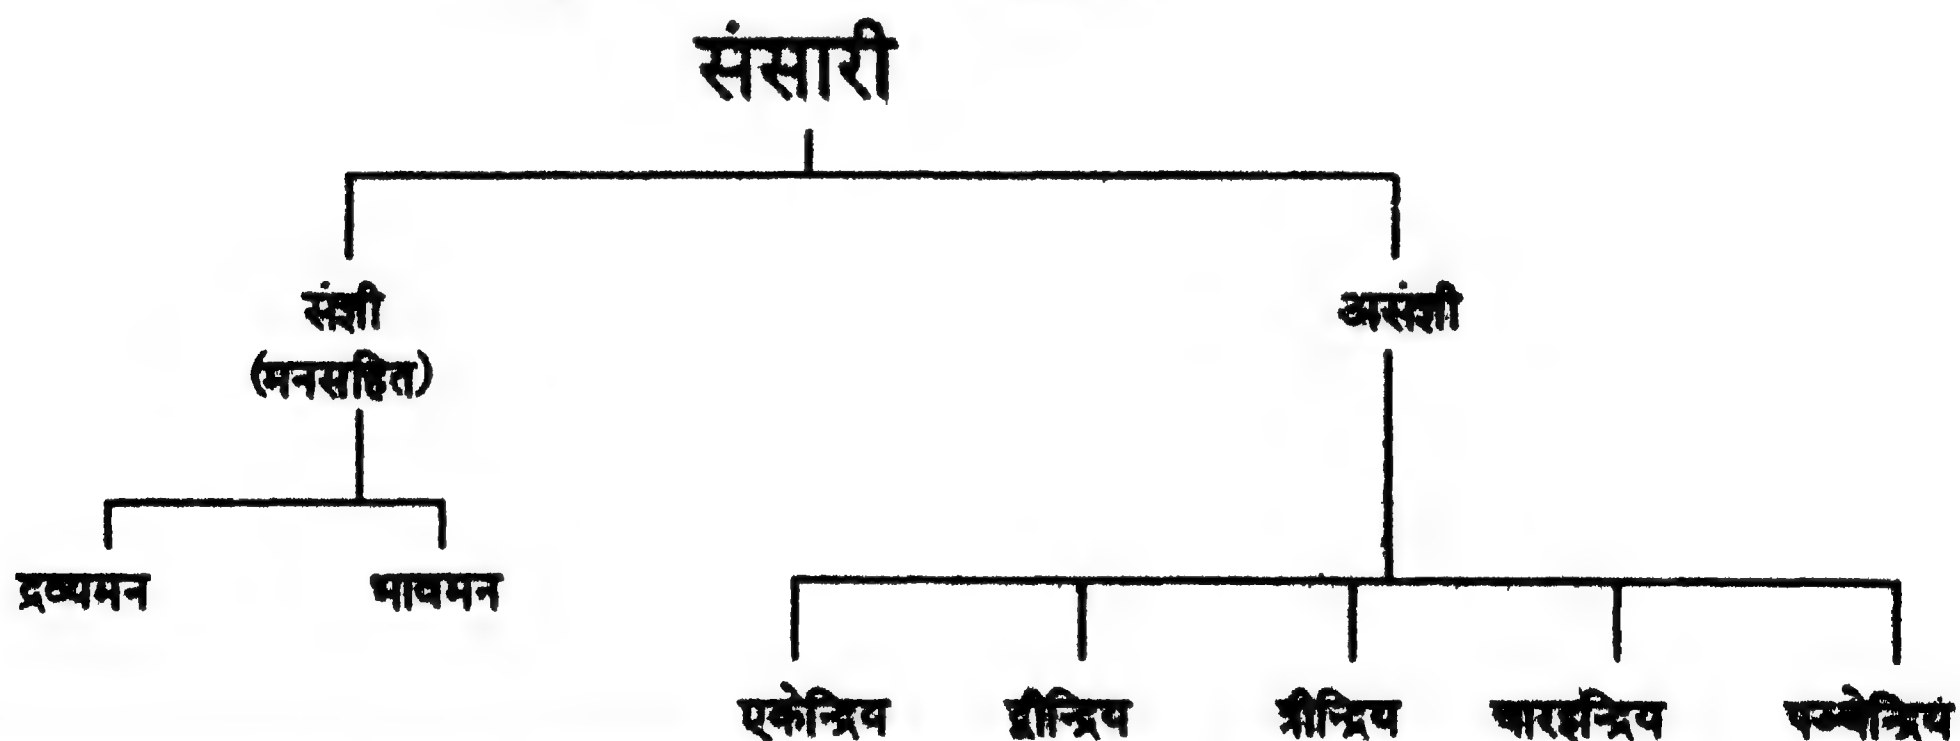 संसारी
संज्ञी असंज्ञी
(मनसहित)
द्रव्यमन भावमन
एकेन्द्रिय द्वीन्द्रिय त्रीन्द्रिय चारइन्द्रिय पञ्चेन्द्रिय